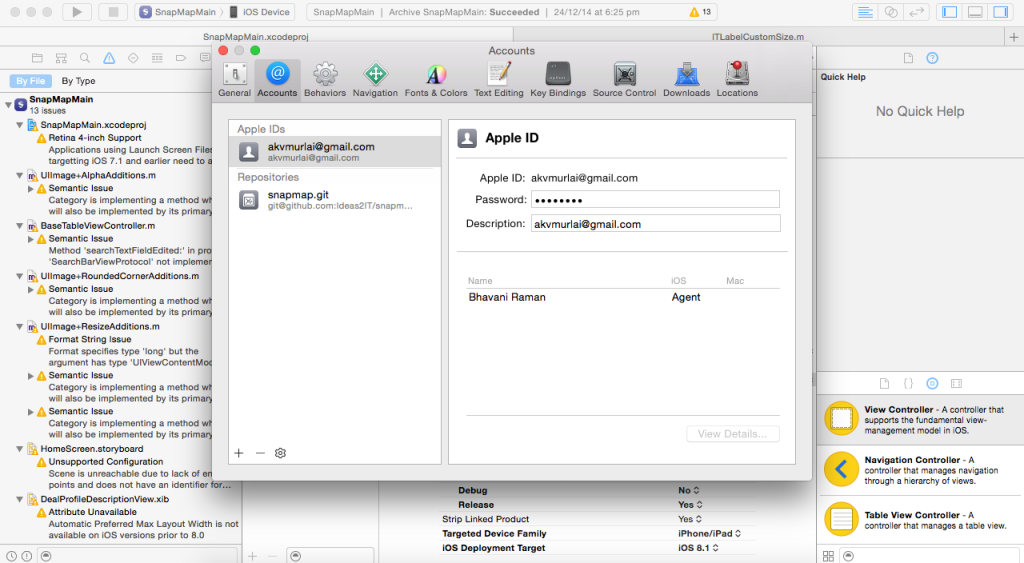 SnapMapMain
iOS Device
SnapMapMain | Archive SnapMapMain: Succeeded | 24/12/14 at 6:25 pm
13
SnapMapMain.xcodeproj
ITLabelCustomSize.m
Accounts
General
Accounts
Behaviors
Navigation
Fonts & Colors
Text Editing
Key Bindings
Source Control
Downloads
Locations
By File
By Type
SnapMapMain
13 issues
SnapMapMain.xcodeproj
Retina 4-inch Support
Applications using Launch Screen Files
targetting iOS 7.1 and earlier need to a
UIImage+AlphaAdditions.m
Semantic Issue
Category is implementing a method wh
will also be implemented by its primary
BaseTableViewController.m
Semantic Issue
Method 'searchTextFieldEdited:' in pro
'SearchBarViewProtocol' not implemen
UIImage+RoundedCornerAdditions.m
Semantic Issue
Category is implementing a method wh
will also be implemented by its primary
UIImage+ResizeAdditions.m
Format String Issue
Format specifies type 'long' but the
argument has type 'UIViewContentMod
Semantic Issue
Category is implementing a method wh
will also be implemented by its primary
Semantic Issue
Category is implementing a method wh
will also be implemented by its primary
HomeScreen.storyboard
Unsupported Configuration
Scene is unreachable due to lack of en
points and does not have an identifier for...
DealProfileDescriptionView.xib
Attribute Unavailable
Automatic Preferred Max Layout Width is not
available on iOS versions prior to 8.0
Apple IDs
akvmurlai@gmail.com
akvmurlai@gmail.com
Repositories
snapmap.git
git@github.com:Ideas2IT/snapm...
Apple ID
Apple ID: akvmurlai@gmail.com
Password: ••••••••
Description: akvmurlai@gmail.com
Name iOS Mac
Bhavani Raman Agent
View Details...
Debug No
Release Yes
Strip Linked Product Yes
Targeted Device Family iPhone/iPad
iOS Deployment Target iOS 8.1
Quick Help
No Quick Help
View Controller - A controller that
supports the fundamental view-
management model in iOS.
Navigation Controller - A
controller that manages navigation
through a hierarchy of views.
Table View Controller - A
controller that manages a table view.